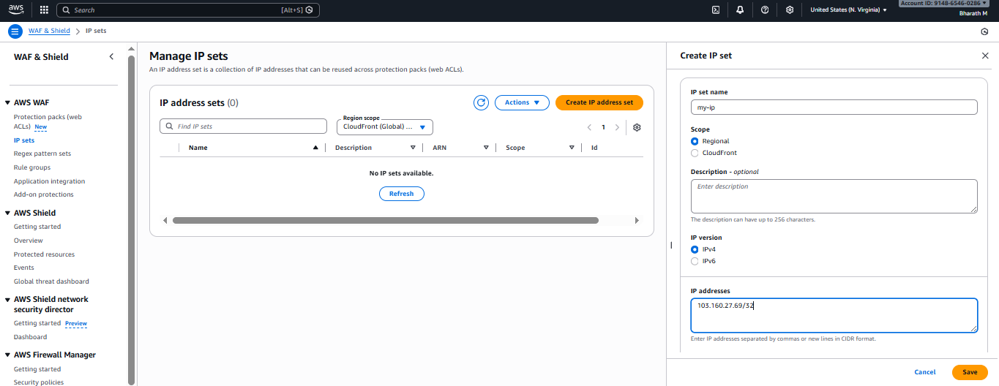 aws
Search
[Alt+S]
United States (N. Virginia)
Account ID: 9148-6546-0286
Bharath M
WAF & Shield
IP sets
WAF & Shield
AWS WAF
Protection packs (web
ACLs) New
IP sets
Regex pattern sets
Rule groups
Application integration
Add-on protections
AWS Shield
Getting started
Overview
Protected resources
Events
Global threat dashboard
AWS Shield network
security director
Getting started Preview
Dashboard
AWS Firewall Manager
Getting started
Security policies
Manage IP sets
An IP address set is a collection of IP addresses that can be reused across protection packs (web ACLs).
IP address sets (0)
Actions
Create IP address set
Find IP sets
Region scope
CloudFront (Global) ...
1
Name
Description
ARN
Scope
Id
No IP sets available.
Refresh
Create IP set
IP set name
my-ip
Scope
Regional
CloudFront
Description - optional
Enter description
The description can have up to 256 characters.
IP version
IPv4
IPv6
IP addresses
103.160.27.69/32
Enter IP addresses separated by commas or new lines in CIDR format.
Cancel
Save